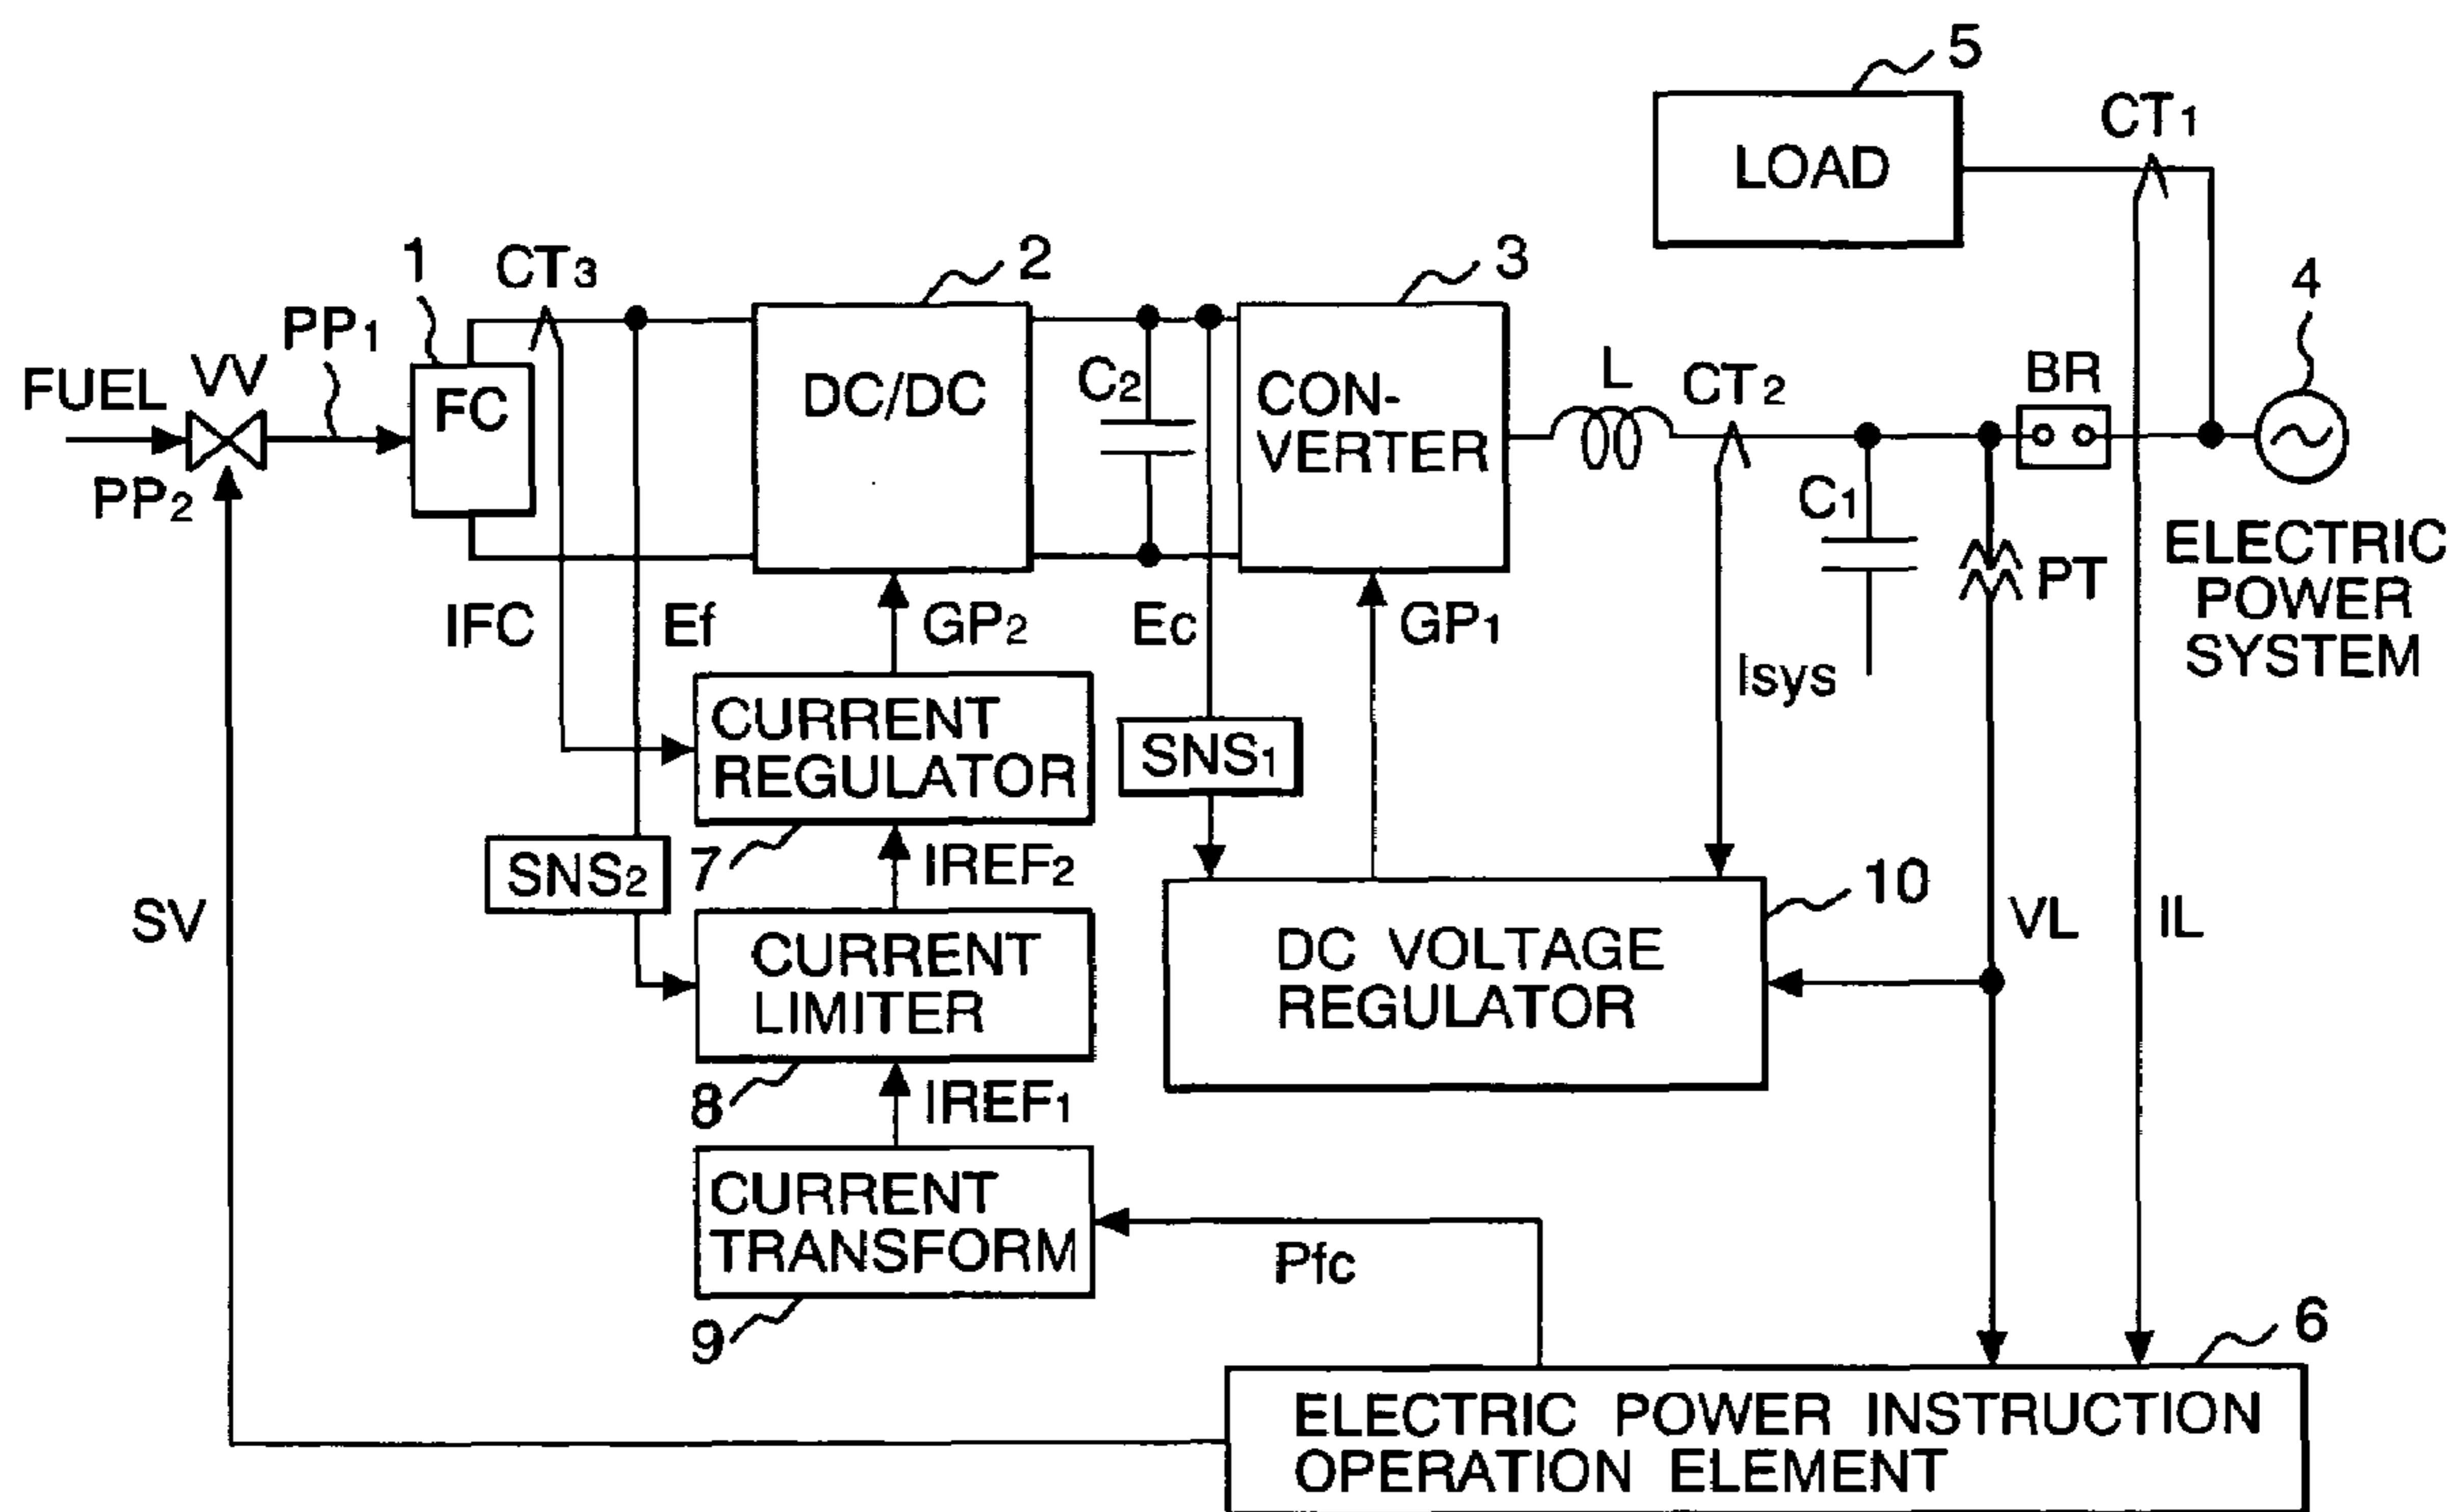 5
LOAD
CT1
1
CT3
2
3
4
PP1
FUEL
VV
FC
DC/DC
C2
CON-
VERTER
L
CT2
BR
PP2
C1
PT
ELECTRIC
POWER
SYSTEM
IFC
Ef
GP2
Ec
GP1
Isys
CURRENT
REGULATOR
SNS1
7
IREF2
SNS2
10
SV
VL
IL
CURRENT
LIMITER
DC VOLTAGE
REGULATOR
8
IREF1
CURRENT
TRANSFORM
Pfc
9
6
ELECTRIC POWER INSTRUCTION
OPERATION ELEMENT